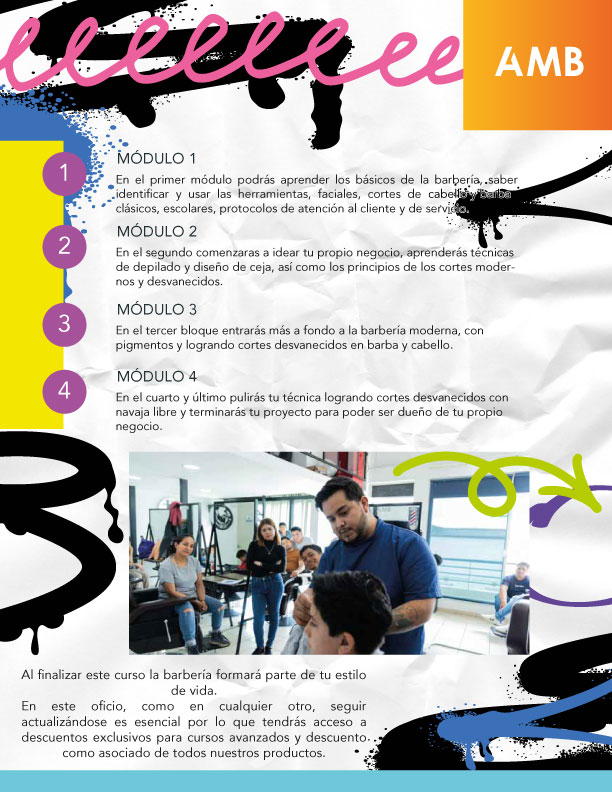 AMB
1
MÓDULO 1
En el primer módulo podrás aprender los básicos de la barbería, saber
identificar y usar las herramientas, faciales, cortes de cabello y barba
clásicos, escolares, protocolos de atención al cliente y de servicio.
2
MÓDULO 2
En el segundo comenzaras a idear tu propio negocio, aprenderás técnicas
de depilado y diseño de ceja, así como los principios de los cortes moder-
nos y desvanecidos.
3
MÓDULO 3
En el tercer bloque entrarás más a fondo a la barbería moderna, con
pigmentos y logrando cortes desvanecidos en barba y cabello.
4
MÓDULO 4
En el cuarto y último pulirás tu técnica logrando cortes desvanecidos con
navaja libre y terminarás tu proyecto para poder ser dueño de tu propio
negocio.
Al finalizar este curso la barbería formará parte de tu estilo
de vida.
En este oficio, como en cualquier otro, seguir
actualizándose es esencial por lo que tendrás acceso a
descuentos exclusivos para cursos avanzados y descuento
como asociado de todos nuestros productos.